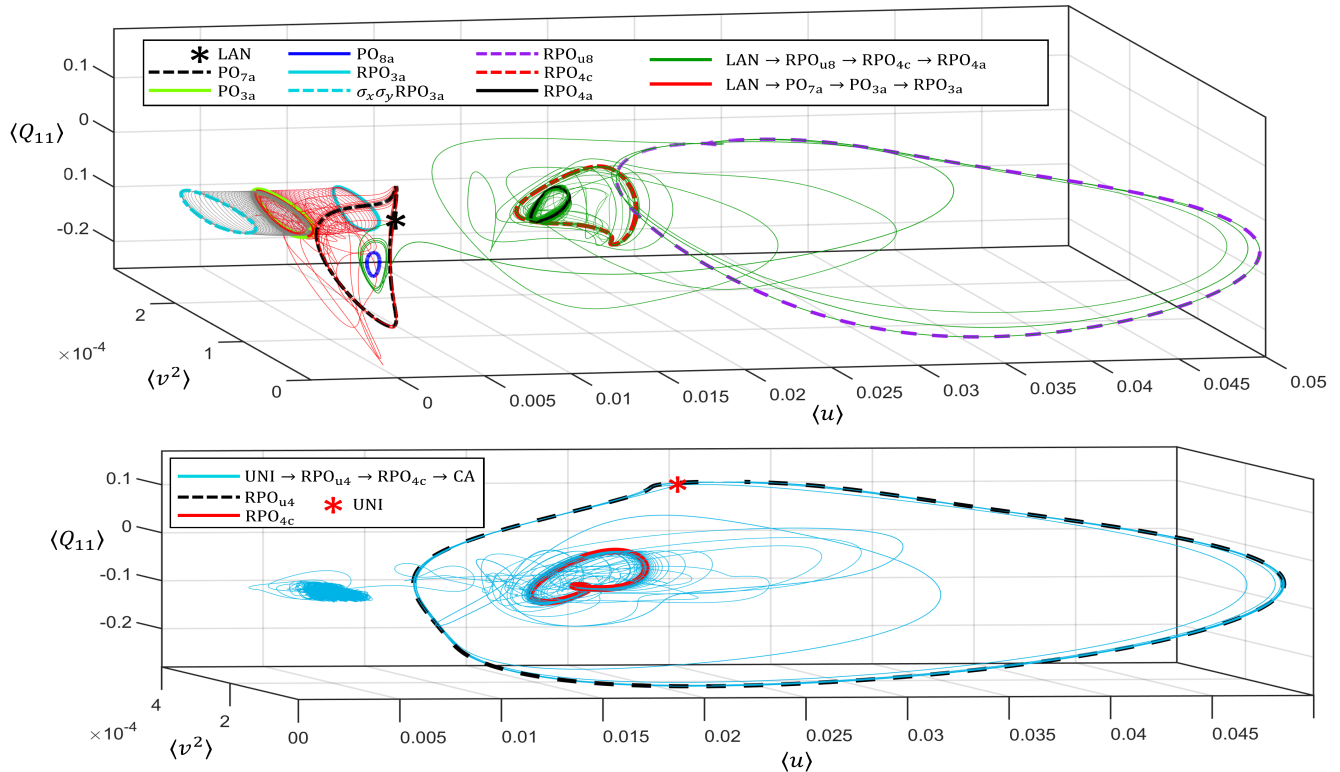 0.1
0
0.1
-0.2
⟨Q₁₁⟩
* LAN
PO₇ₐ
PO₃ₐ
PO₈ₐ
RPO₃ₐ
σₓσᵧRPO₃ₐ
RPOᵤ₈
RPO₄c
RPO₄ₐ
LAN → RPOᵤ₈ → RPO₄c → RPO₄ₐ
LAN → PO₇ₐ → PO₃ₐ → RPO₃ₐ
*
2
1
0
×10⁻⁴
⟨v²⟩
0
0.005
0.01
0.015
0.02
0.025
0.03
0.035
0.04
0.045
0.05
⟨u⟩
0.1
0
-0.1
-0.2
⟨Q₁₁⟩
UNI → RPOᵤ₄ → RPO₄c → CA
RPOᵤ₄
RPO₄c
* UNI
*
4
2
×10⁻⁴
⟨v²⟩
00
0.005
0.01
0.015
0.02
0.025
0.03
0.035
0.04
0.045
⟨u⟩